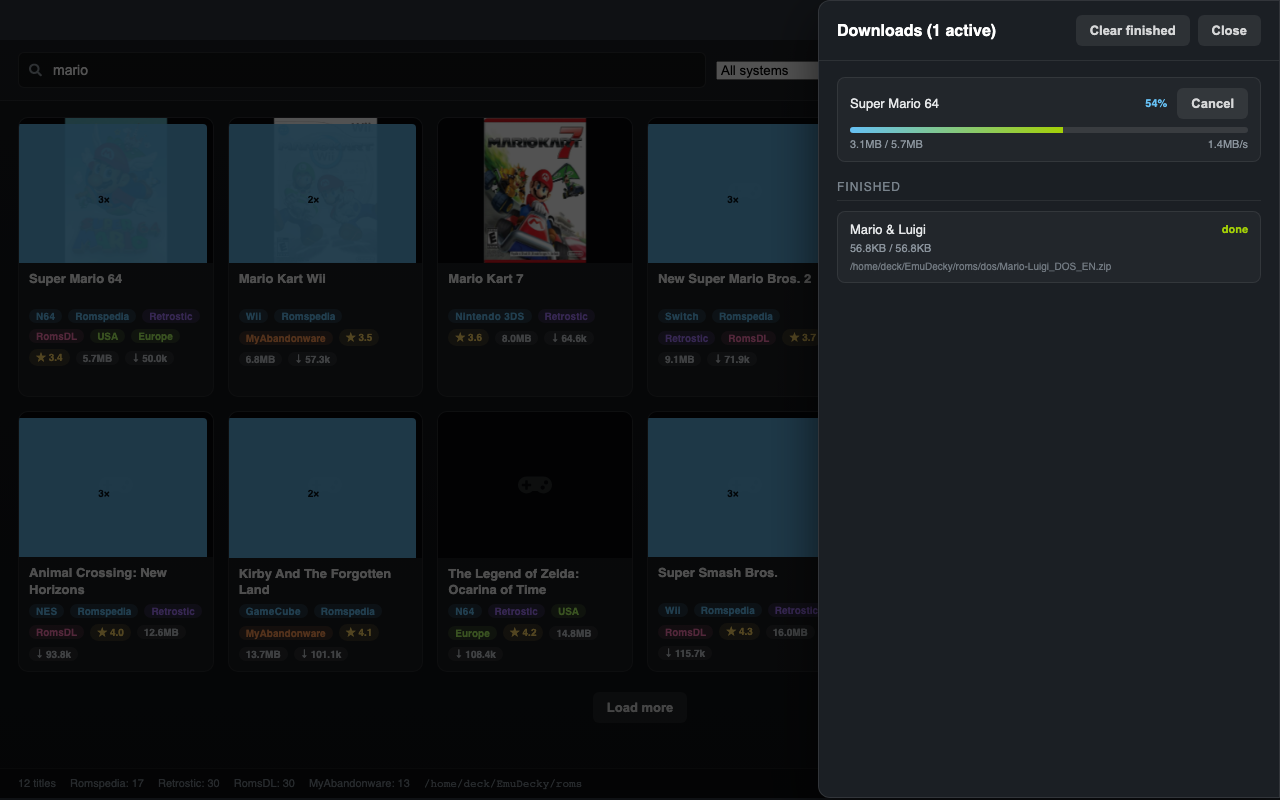 mario
All systems
Downloads (1 active)
Clear finished
Close
Super Mario 64
54%
Cancel
3.1MB / 5.7MB
1.4MB/s
FINISHED
Mario & Luigi
done
56.8KB / 56.8KB
/home/deck/EmuDecky/roms/dos/Mario-Luigi_DOS_EN.zip
3x
2x
MARIOKART 7
3x
Super Mario 64
N64 Romspedia Retrostic
RomsDL USA Europe
★ 3.4 5.7MB ↓ 50.0k
Mario Kart Wii
Wii Romspedia
MyAbandonware ★ 3.5
6.8MB ↓ 57.3k
Mario Kart 7
Nintendo 3DS Retrostic
★ 3.6 8.0MB ↓ 64.6k
New Super Mario Bros. 2
Switch Romspedia
Retrostic RomsDL ★ 3.7
9.1MB ↓ 71.9k
3x
2x
3x
Animal Crossing: New
Horizons
NES Romspedia Retrostic
RomsDL ★ 4.0 12.6MB
↓ 93.8k
Kirby And The Forgotten
Land
GameCube Romspedia
MyAbandonware ★ 4.1
13.7MB ↓ 101.1k
The Legend of Zelda:
Ocarina of Time
N64 Retrostic USA
Europe ★ 4.2 14.8MB
↓ 108.4k
Super Smash Bros.
Wii Romspedia Retrostic
RomsDL ★ 4.3 16.0MB
↓ 115.7k
Load more
12 titles Romspedia: 17 Retrostic: 30 RomsDL: 30 MyAbandonware: 13 /home/deck/EmuDecky/roms